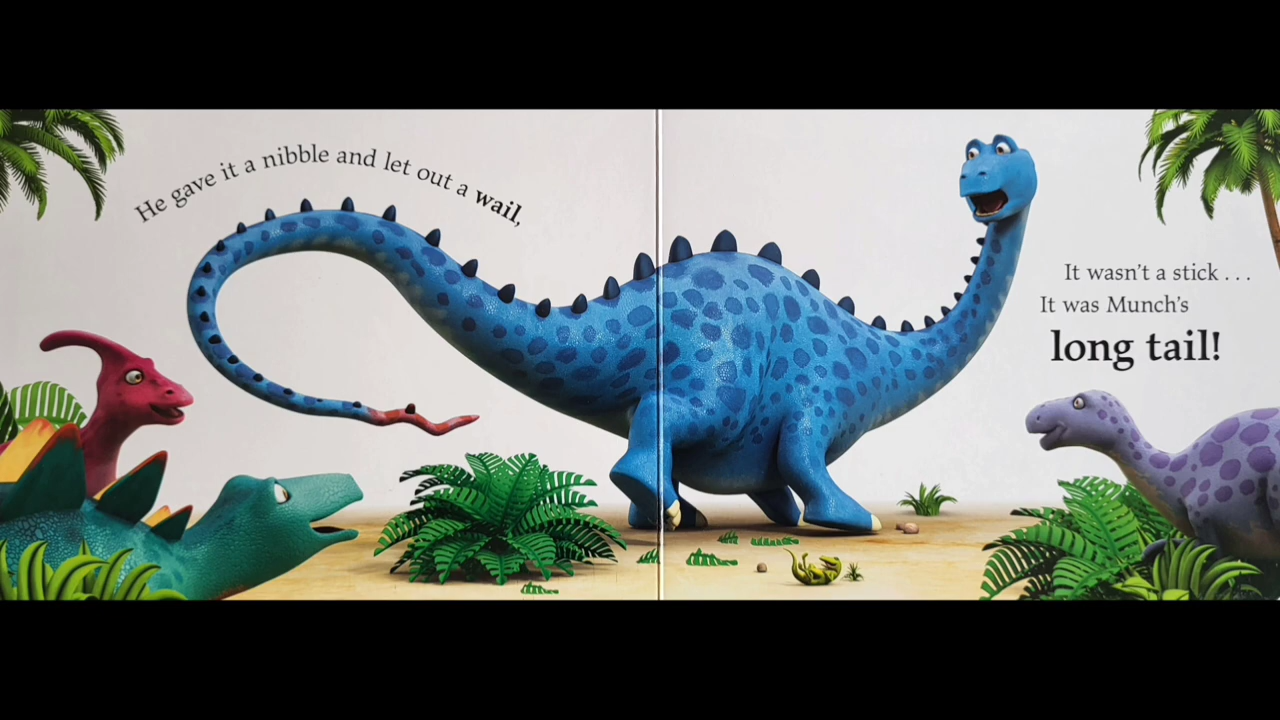 He gave it a nibble and let out a wail,
It wasn't a stick . . .
It was Munch's
long tail!